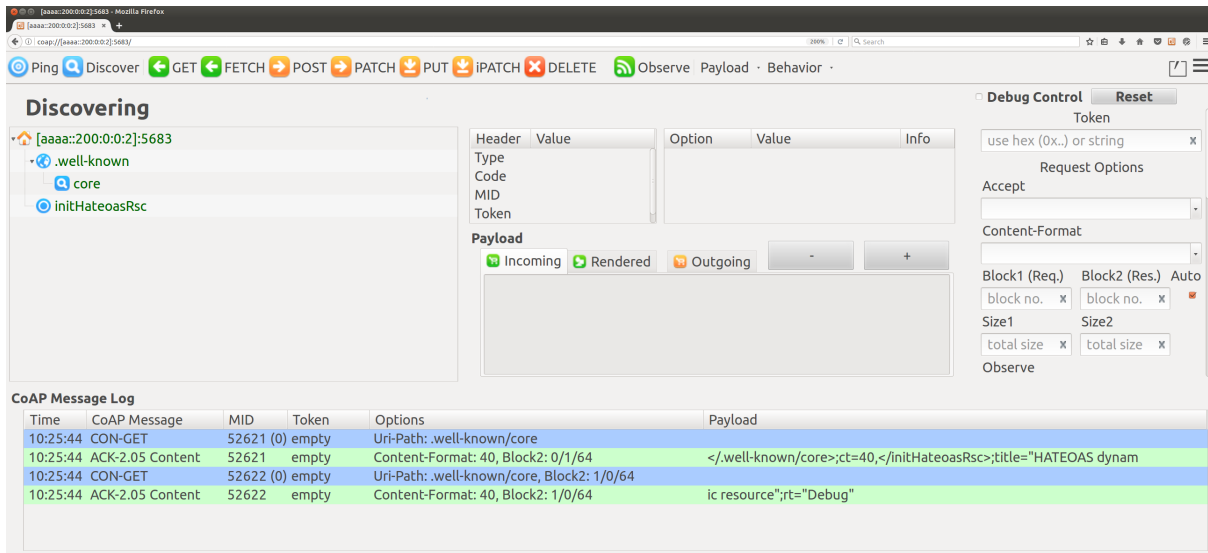 [aaaa::200:0:0:2]:5683 - Mozilla Firefox
[aaaa::200:0:0:2]:5683 × +
coap://[aaaa::200:0:0:2]:5683/ 200% Search
Ping Discover GET FETCH POST PATCH PUT iPATCH DELETE Observe Payload Behavior
Discovering
[aaaa::200:0:0:2]:5683
.well-known
core
initHateoasRsc
Header Value
Type
Code
MID
Token
Option Value Info
Payload
Incoming Rendered Outgoing - +
Debug Control Reset
Token
use hex (0x..) or string x
Request Options
Accept
Content-Format
Block1 (Req.) Block2 (Res.) Auto
block no. x block no. x
Size1 Size2
total size x total size x
Observe
CoAP Message Log
Time CoAP Message MID Token Options Payload
10:25:44 CON-GET 52621 (0) empty Uri-Path: .well-known/core
10:25:44 ACK-2.05 Content 52621 empty Content-Format: 40, Block2: 0/1/64 </.well-known/core>;ct=40,</initHateoasRsc>;title="HATEOAS dynam
10:25:44 CON-GET 52622 (0) empty Uri-Path: .well-known/core, Block2: 1/0/64
10:25:44 ACK-2.05 Content 52622 empty Content-Format: 40, Block2: 1/0/64 ic resource";rt="Debug"